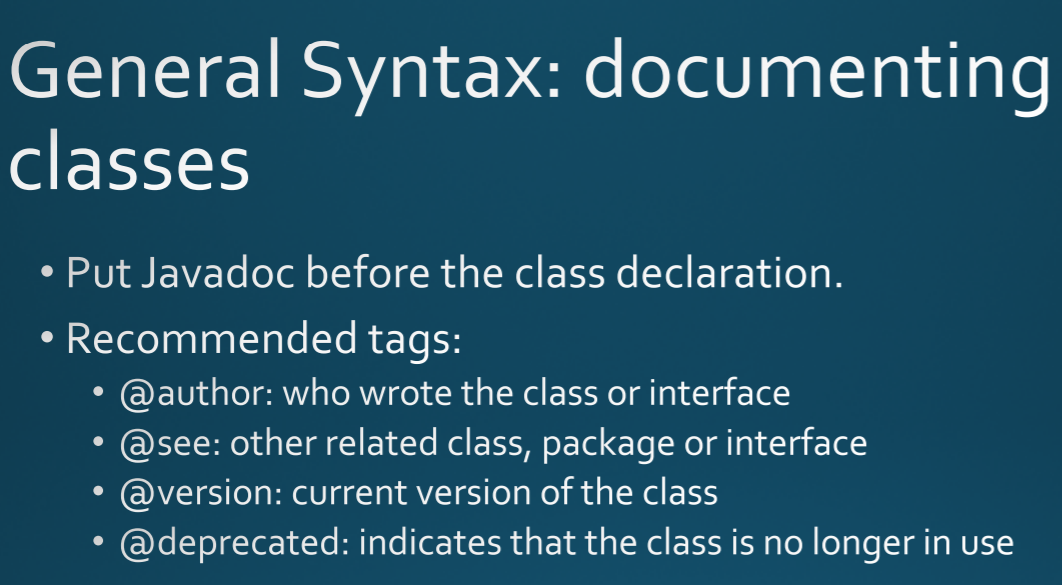 General Syntax: documenting
classes
• Put Javadoc before the class declaration.
• Recommended tags:
• @author: who wrote the class or interface
• @see: other related class, package or interface
• @version: current version of the class
• @deprecated: indicates that the class is no longer in use